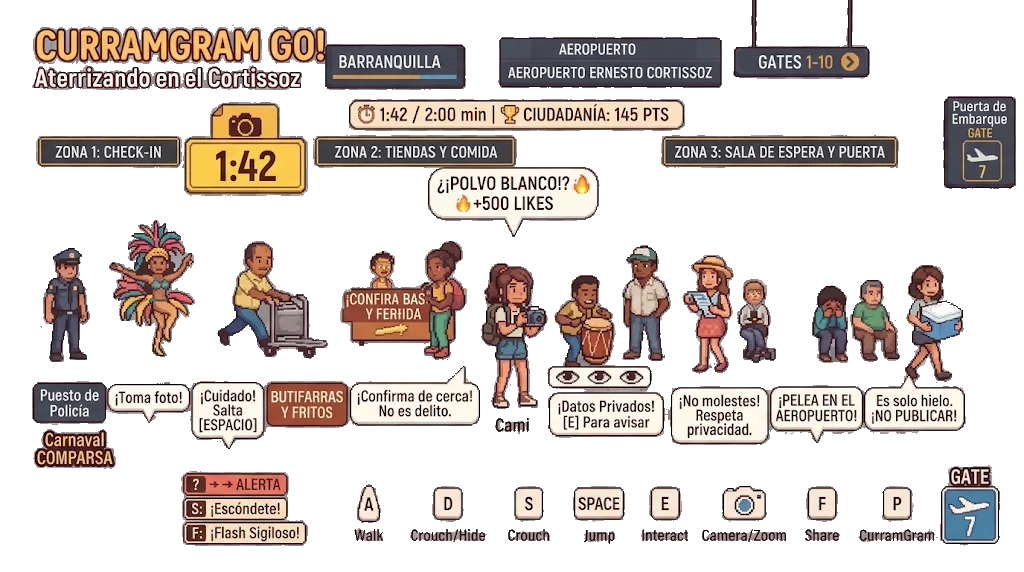 CURRAMGRAM GO!
Aterrizando en el Cortissoz
BARRANQUILLA
AEROPUERTO
AEROPUERTO ERNESTO CORTISSOZ
GATES 1-10
1:42 / 2:00 min | CIUDADANÍA: 145 PTS
Puerta de
Embarque
GATE
7
ZONA 1: CHECK-IN
1:42
ZONA 2: TIENDAS Y COMIDA
ZONA 3: SALA DE ESPERA Y PUERTA
¿¡POLVO BLANCO!?
+500 LIKES
¡CONFIRA BAS.
Y FERHDA
Puesto de
Policía
¡Toma foto!
¡Cuidado!
Salta
[ESPACIO]
BUTIFARRAS
Y FRITOS
¡Confirma de cerca!
No es delito.
Cami
¡Datos Privados!
[E] Para avisar
¡No molestes!
Respeta
privacidad.
¡PELEA EN EL
AEROPUERTO!
Es solo hielo.
¡NO PUBLICAR!
Carnaval
COMPARSA
? → → ALERTA
S: ¡Escóndete!
F: ¡Flash Sigiloso!
A
Walk
D
Crouch/Hide
S
Crouch
SPACE
Jump
E
Interact
Camera/Zoom
F
Share
P
CurramGram
GATE
7